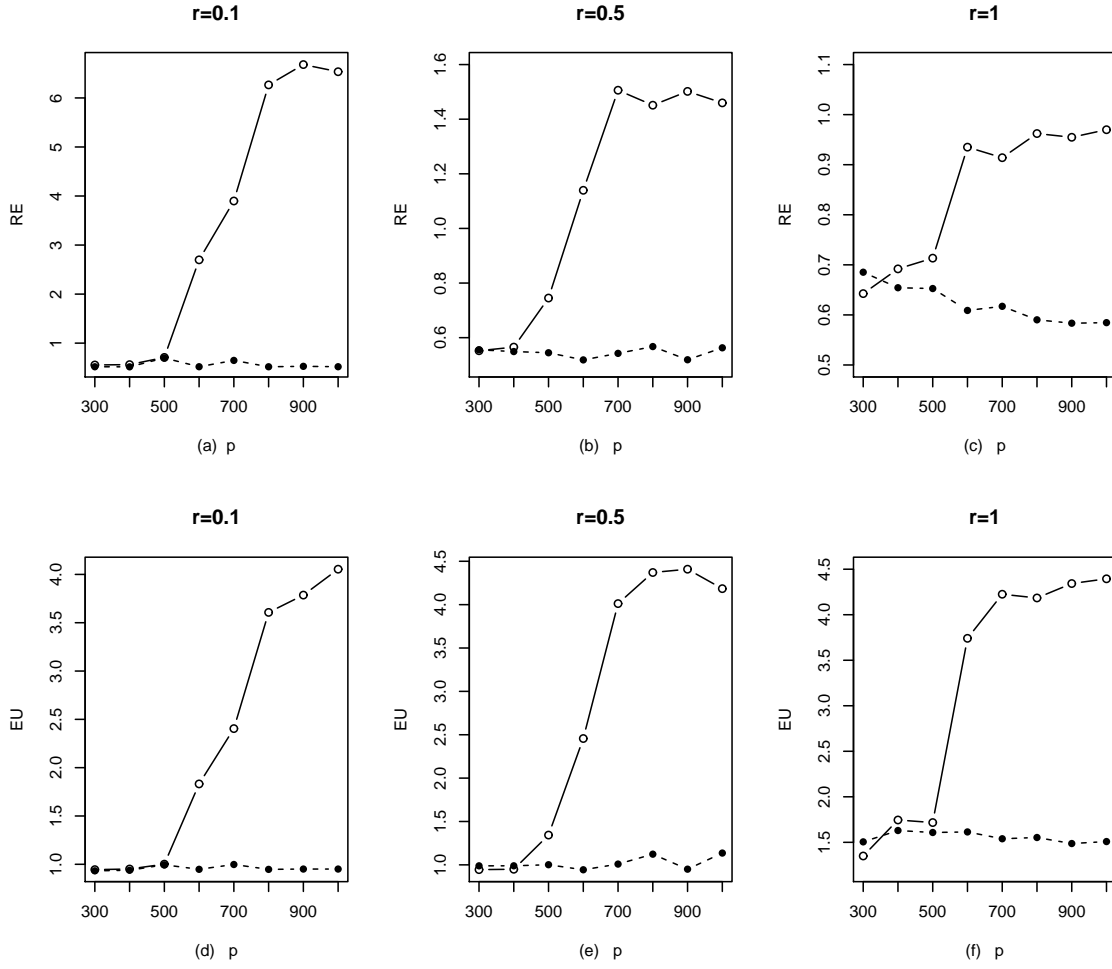 r=0.1
RE
1 2 3 4 5 6
300 500 700 900
(a) p
r=0.5
RE
0.6 0.8 1.0 1.2 1.4 1.6
300 500 700 900
(b) p
r=1
RE
0.5 0.6 0.7 0.8 0.9 1.0 1.1
300 500 700 900
(c) p
r=0.1
EU
1.0 1.5 2.0 2.5 3.0 3.5 4.0
300 500 700 900
(d) p
r=0.5
EU
1.0 1.5 2.0 2.5 3.0 3.5 4.0 4.5
300 500 700 900
(e) p
r=1
EU
1.5 2.0 2.5 3.0 3.5 4.0 4.5
300 500 700 900
(f) p